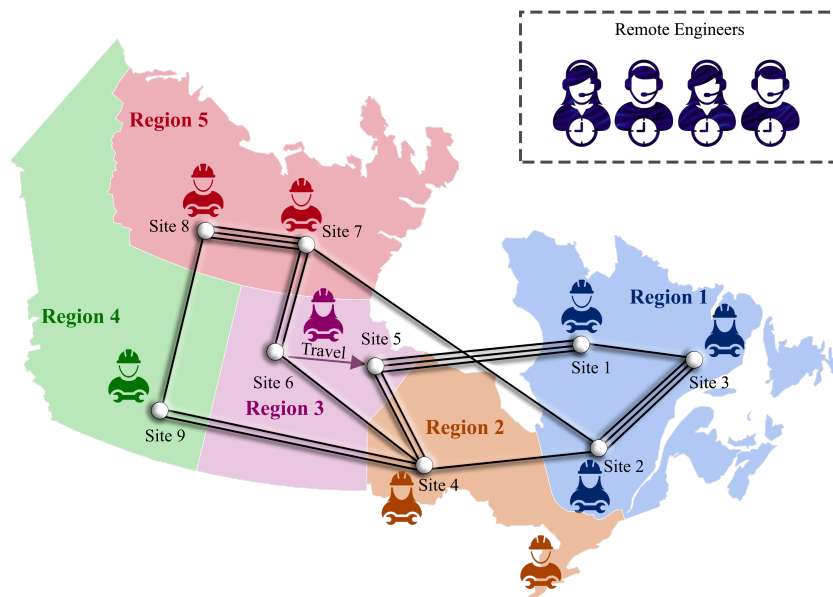 Remote Engineers
Region 5
Site 8
Site 7
Region 1
Region 4
Site 5
Travel
Site 1
Site 3
Site 6
Region 3
Region 2
Site 9
Site 2
Site 4